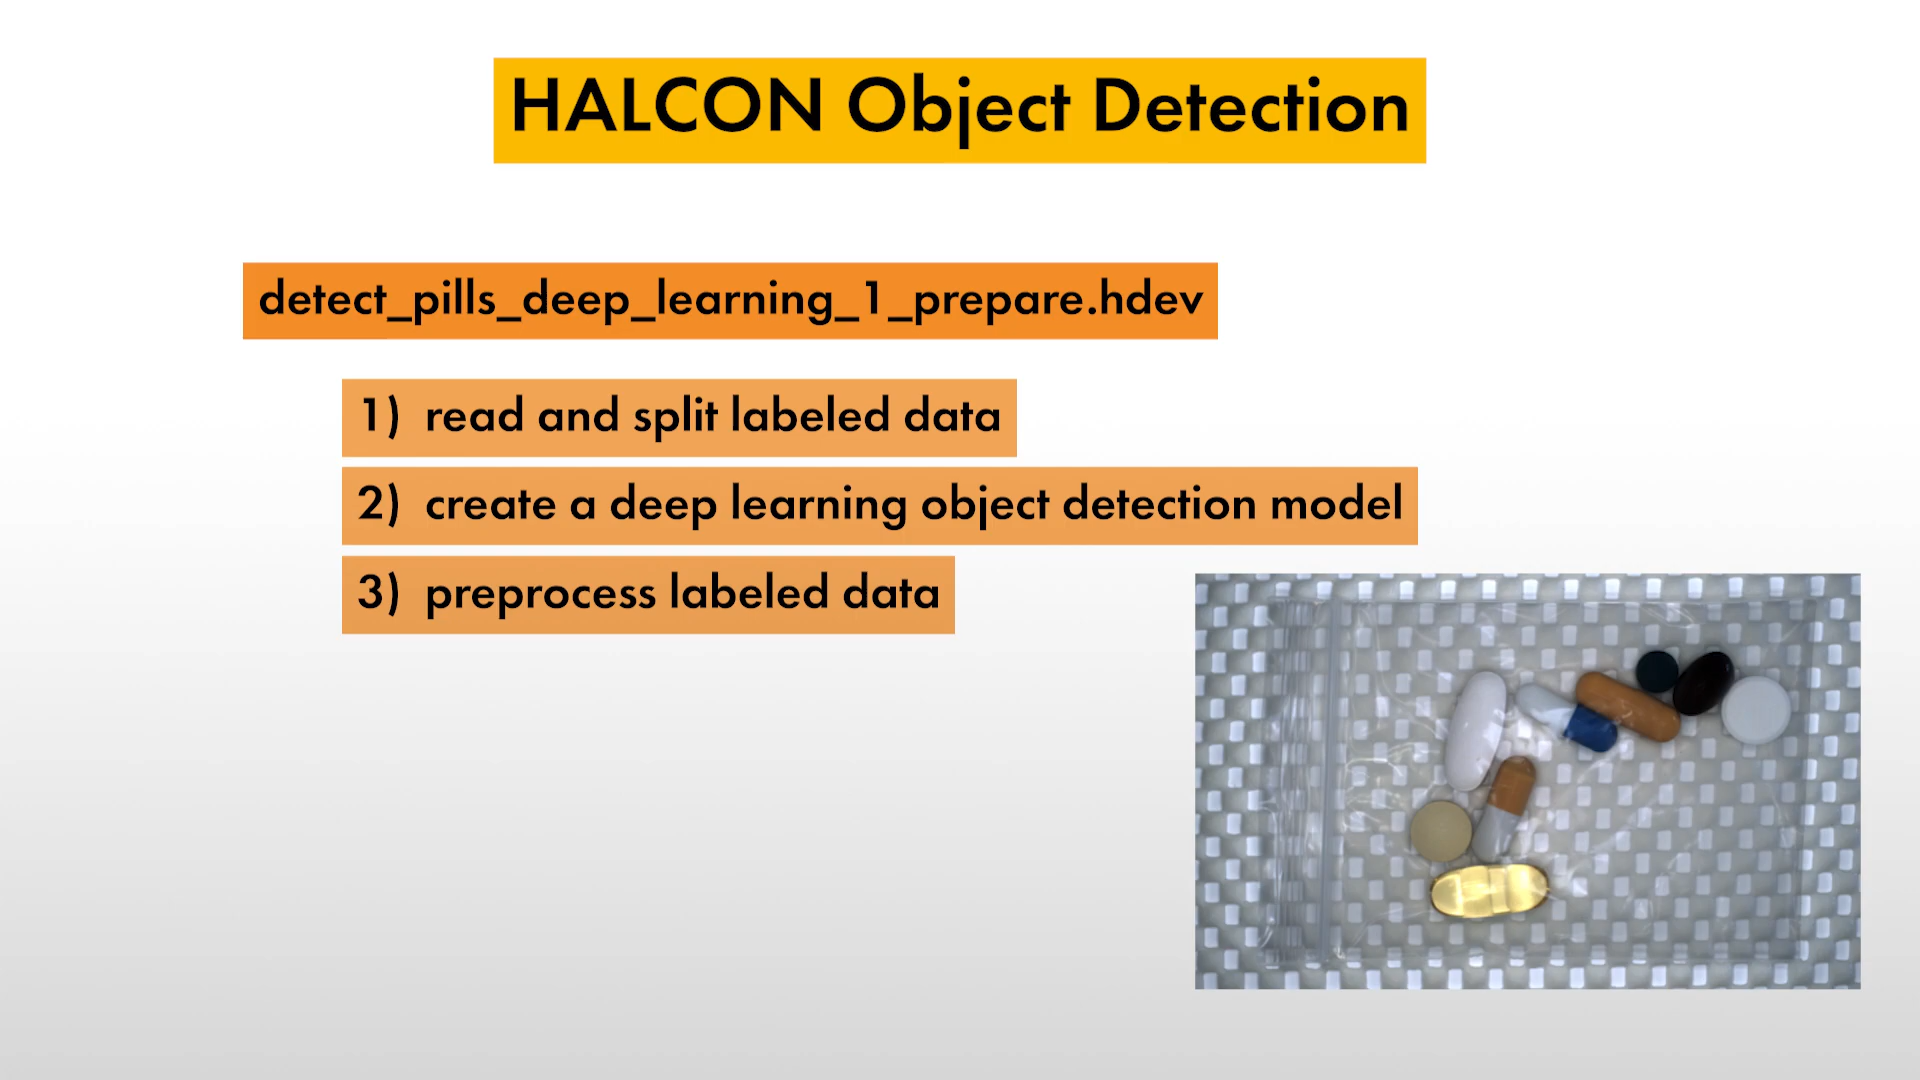 HALCON Object Detection
detect_pills_deep_learning_1_prepare.hdev
1) read and split labeled data
2) create a deep learning object detection model
3) preprocess labeled data